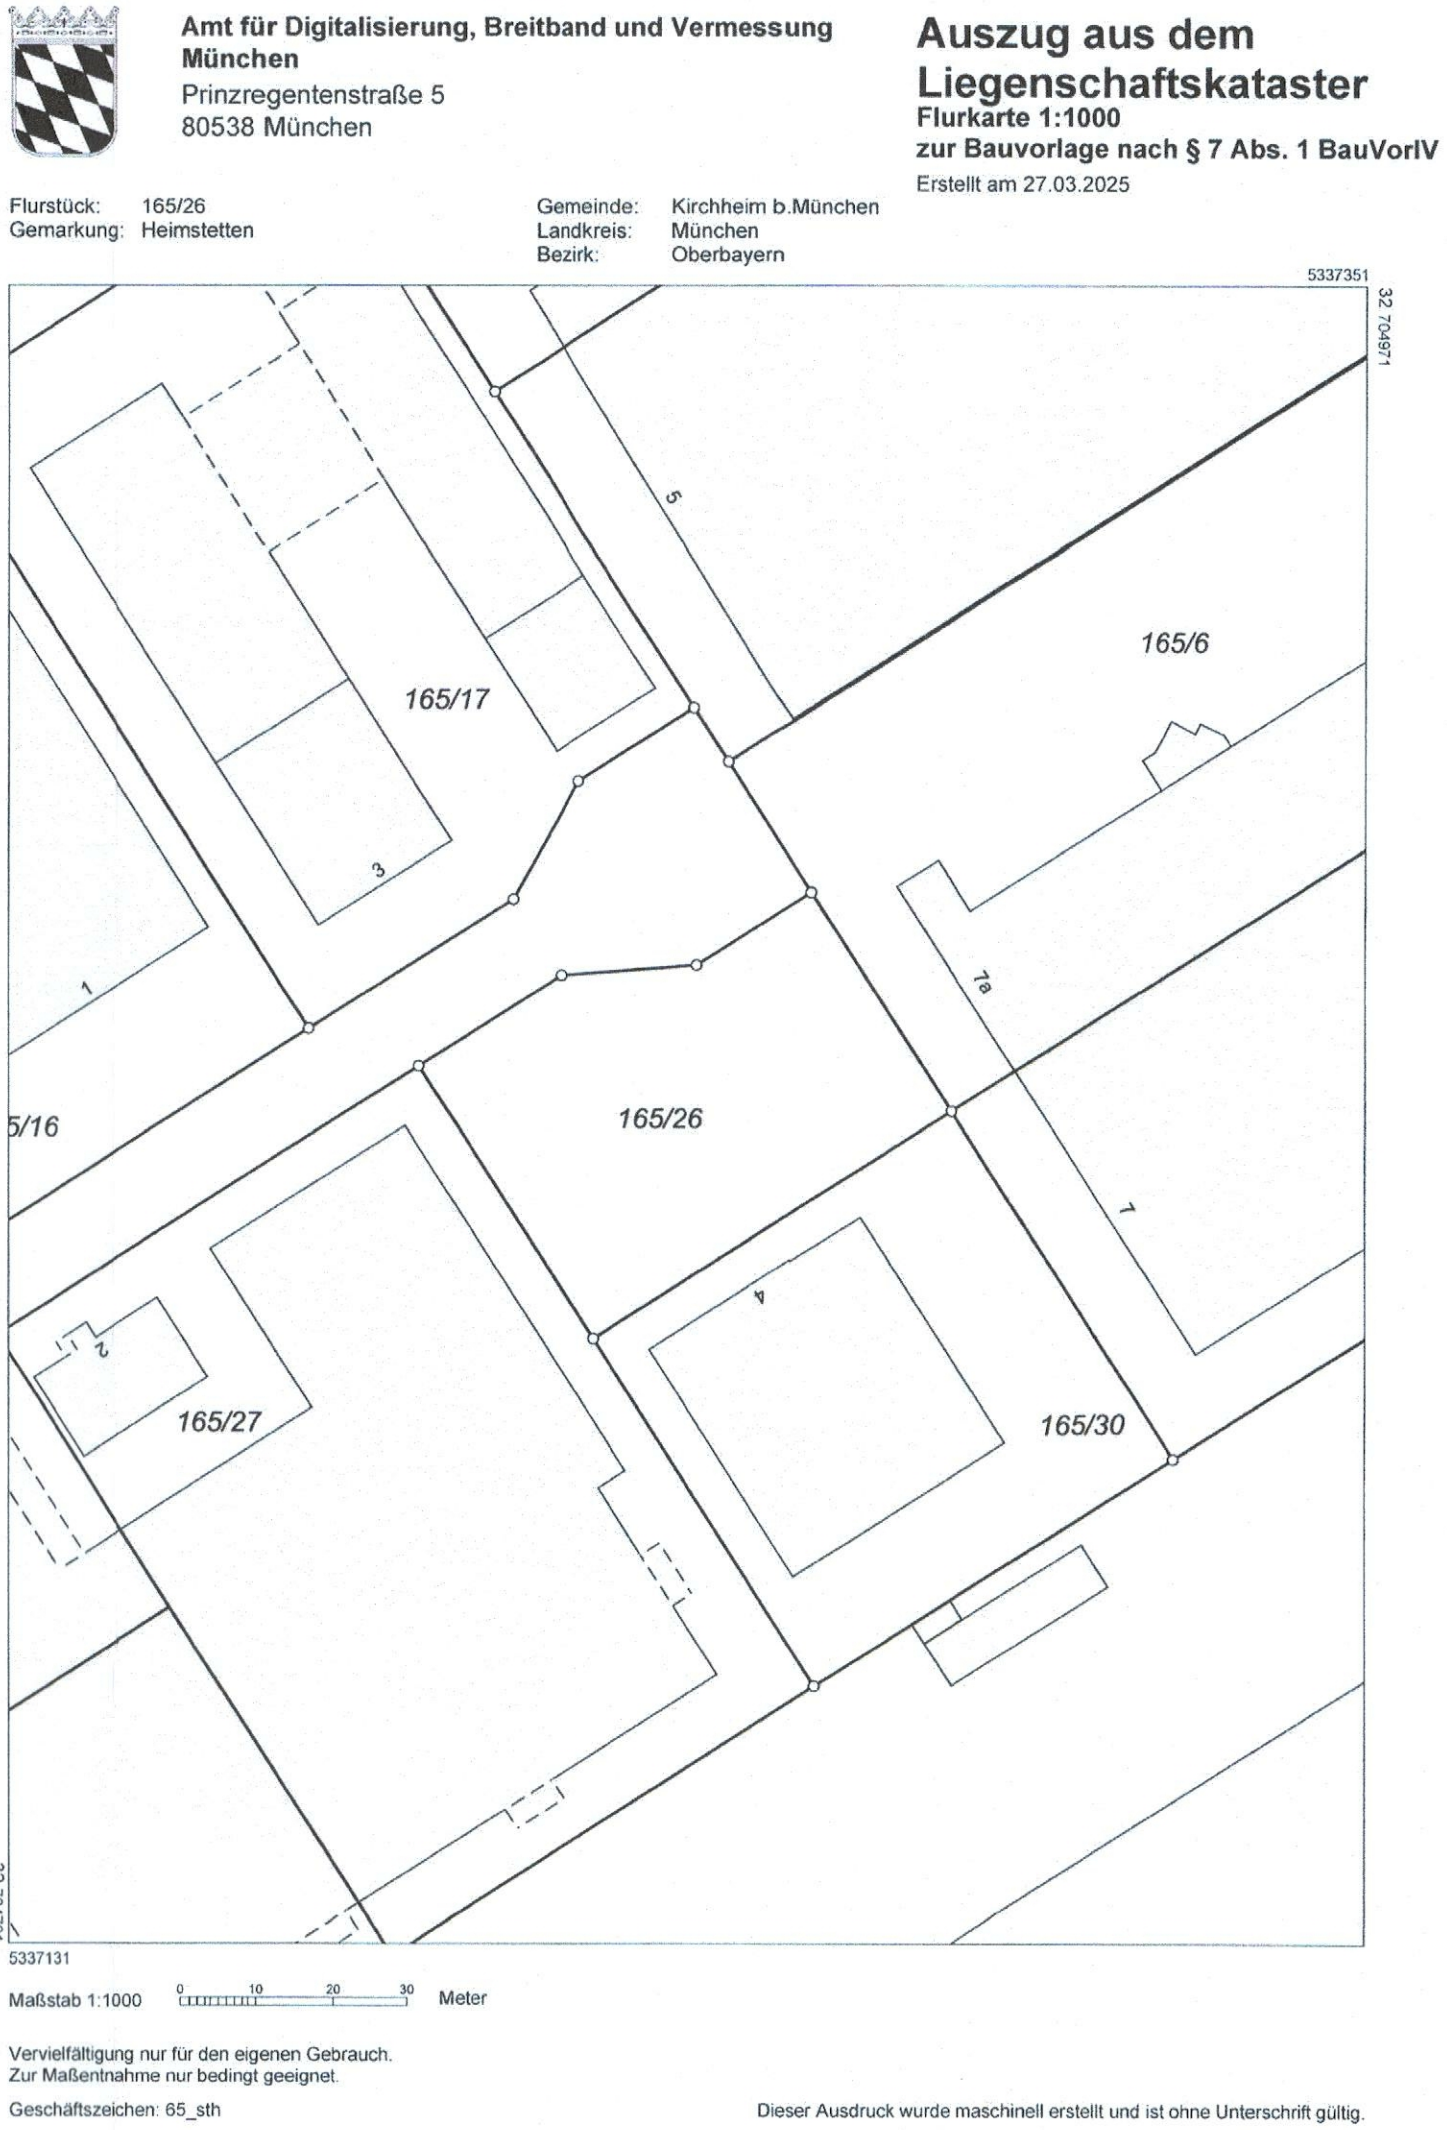 Amt für Digitalisierung, Breitband und Vermessung
München
Prinzregentenstraße 5
80538 München
Auszug aus dem
Liegenschaftskataster
Flurkarte 1:1000
zur Bauvorlage nach § 7 Abs. 1 BauVorlV
Erstellt am 27.03.2025
Flurstück: 165/26
Gemarkung: Heimstetten
Gemeinde: Kirchheim b.München
Landkreis: München
Bezirk: Oberbayern
5337351
32 704971
5
165/6
165/17
3
7a
1
165/26
5/16
7
4
2
165/27
165/30
5337131
Maßstab 1:1000
0 10 20 30
Meter
Vervielfältigung nur für den eigenen Gebrauch.
Zur Maßentnahme nur bedingt geeignet.
Geschäftszeichen: 65_sth
Dieser Ausdruck wurde maschinell erstellt und ist ohne Unterschrift gültig.